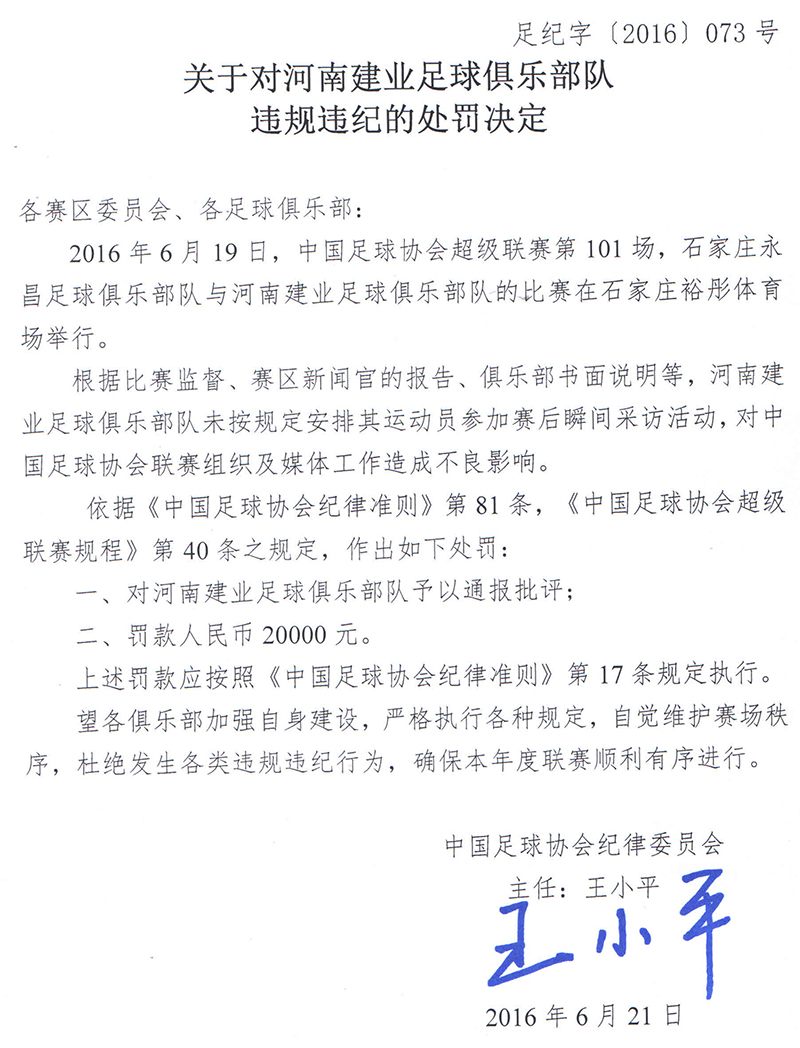 足纪字〔2016〕073 号
关于对河南建业足球俱乐部队
违规违纪的处罚决定
各赛区委员会、各足球俱乐部：
2016 年 6 月 19 日，中国足球协会超级联赛第 101 场，石家庄永
昌足球俱乐部队与河南建业足球俱乐部队的比赛在石家庄裕彤体育
场举行。
根据比赛监督、赛区新闻官的报告、俱乐部书面说明等，河南建
业足球俱乐部队未按规定安排其运动员参加赛后瞬间采访活动，对中
国足球协会联赛组织及媒体工作造成不良影响。
依据《中国足球协会纪律准则》第 81 条，《中国足球协会超级
联赛规程》第 40 条之规定，作出如下处罚：
一、对河南建业足球俱乐部队予以通报批评；
二、罚款人民币 20000 元。
上述罚款应按照《中国足球协会纪律准则》第 17 条规定执行。
望各俱乐部加强自身建设，严格执行各种规定，自觉维护赛场秩
序，杜绝发生各类违规违纪行为，确保本年度联赛顺利有序进行。
中国足球协会纪律委员会
主任：王小平
王小平
2016 年 6 月 21 日